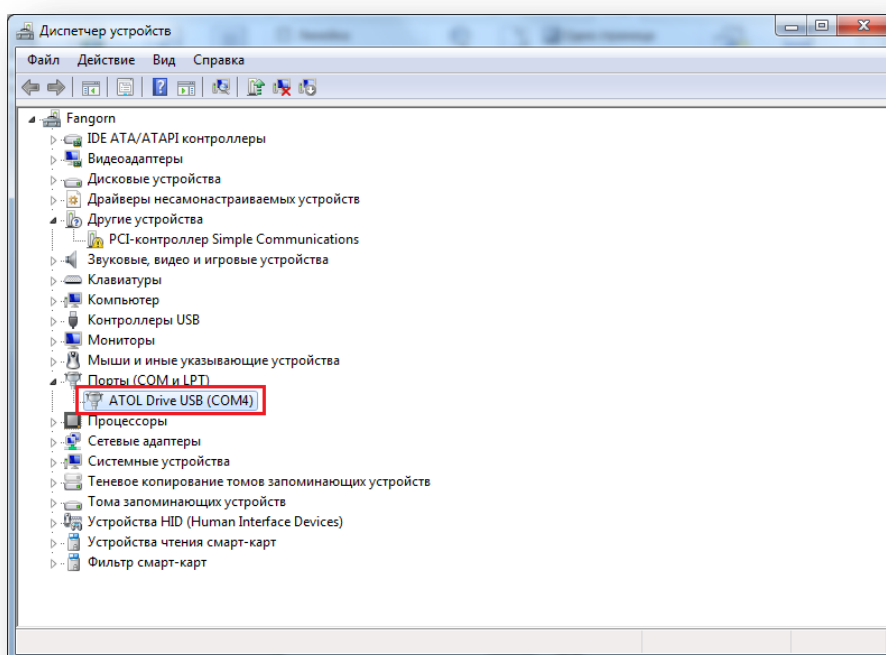 Диспетчер устройств
Файл Действие Вид Справка
Fangorn
IDE ATA/ATAPI контроллеры
Видеоадаптеры
Дисковые устройства
Драйверы несамонастраиваемых устройств
Другие устройства
PCI-контроллер Simple Communications
Звуковые, видео и игровые устройства
Клавиатуры
Компьютер
Контроллеры USB
Мониторы
Мыши и иные указывающие устройства
Порты (COM и LPT)
ATOL Drive USB (COM4)
Процессоры
Сетевые адаптеры
Системные устройства
Теневое копирование томов запоминающих устройств
Тома запоминающих устройств
Устройства HID (Human Interface Devices)
Устройства чтения смарт-карт
Фильтр смарт-карт